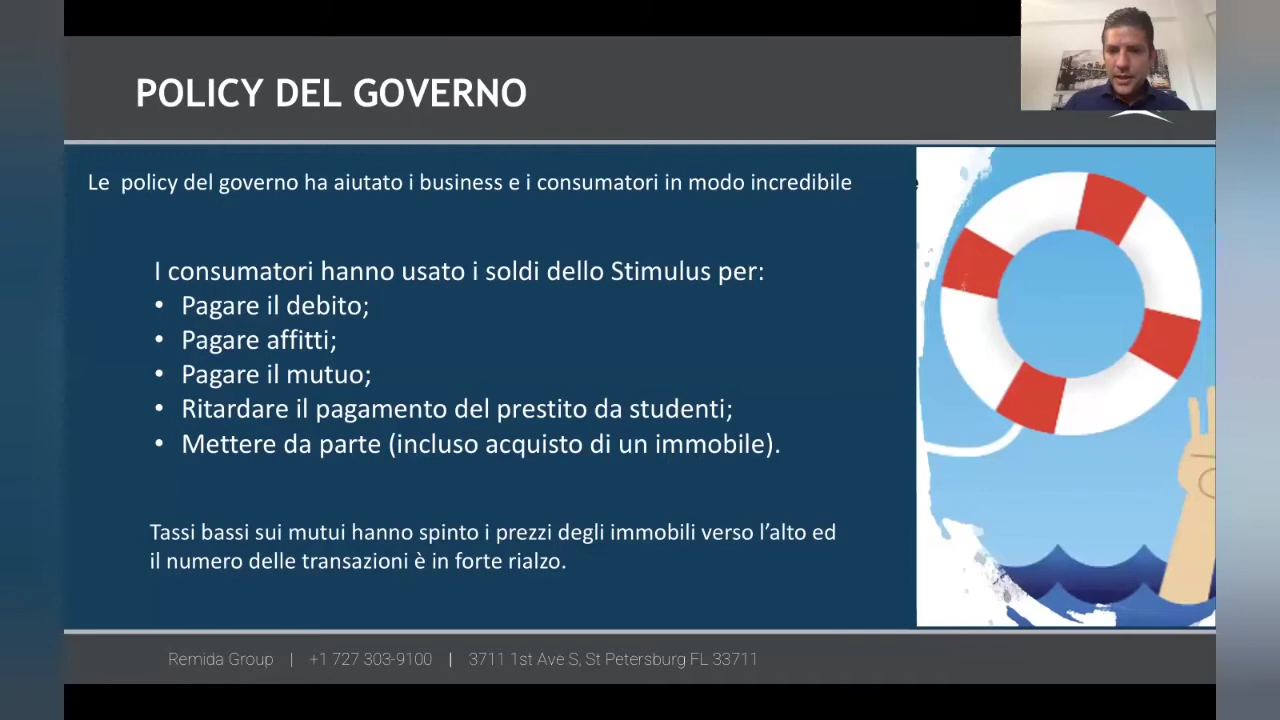 POLICY DEL GOVERNO
Le policy del governo ha aiutato i business e i consumatori in modo incredibile
I consumatori hanno usato i soldi dello Stimulus per:
• Pagare il debito;
• Pagare affitti;
• Pagare il mutuo;
• Ritardare il pagamento del prestito da studenti;
• Mettere da parte (incluso acquisto di un immobile).
Tassi bassi sui mutui hanno spinto i prezzi degli immobili verso l’alto ed
il numero delle transazioni è in forte rialzo.
Remida Group | +1 727 303-9100 | 3711 1st Ave S, St Petersburg FL 33711